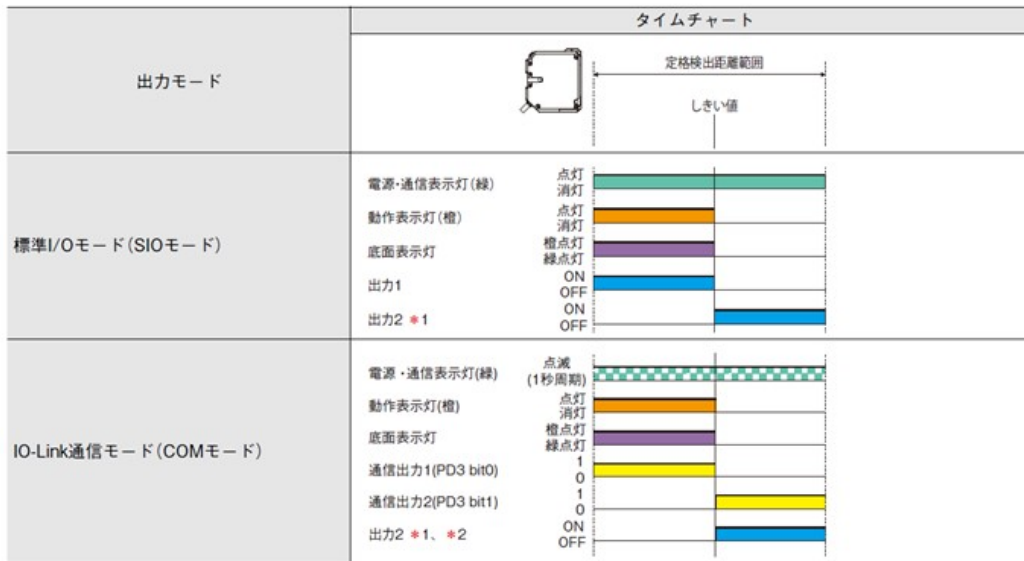 タイムチャート
出力モード
定格検出距離範囲
しきい値
標準I/Oモード(SIOモード)
電源・通信表示灯(緑) 点灯
消灯
動作表示灯(橙) 点灯
消灯
底面表示灯 橙点灯
緑点灯
出力1 ON
OFF
出力2 *1 ON
OFF
IO-Link通信モード(COMモード)
電源・通信表示灯(緑) 点滅
(1秒周期)
動作表示灯(橙) 点灯
消灯
底面表示灯 橙点灯
緑点灯
通信出力1(PD3 bit0) 1
0
通信出力2(PD3 bit1) 1
0
出力2 *1、*2 ON
OFF